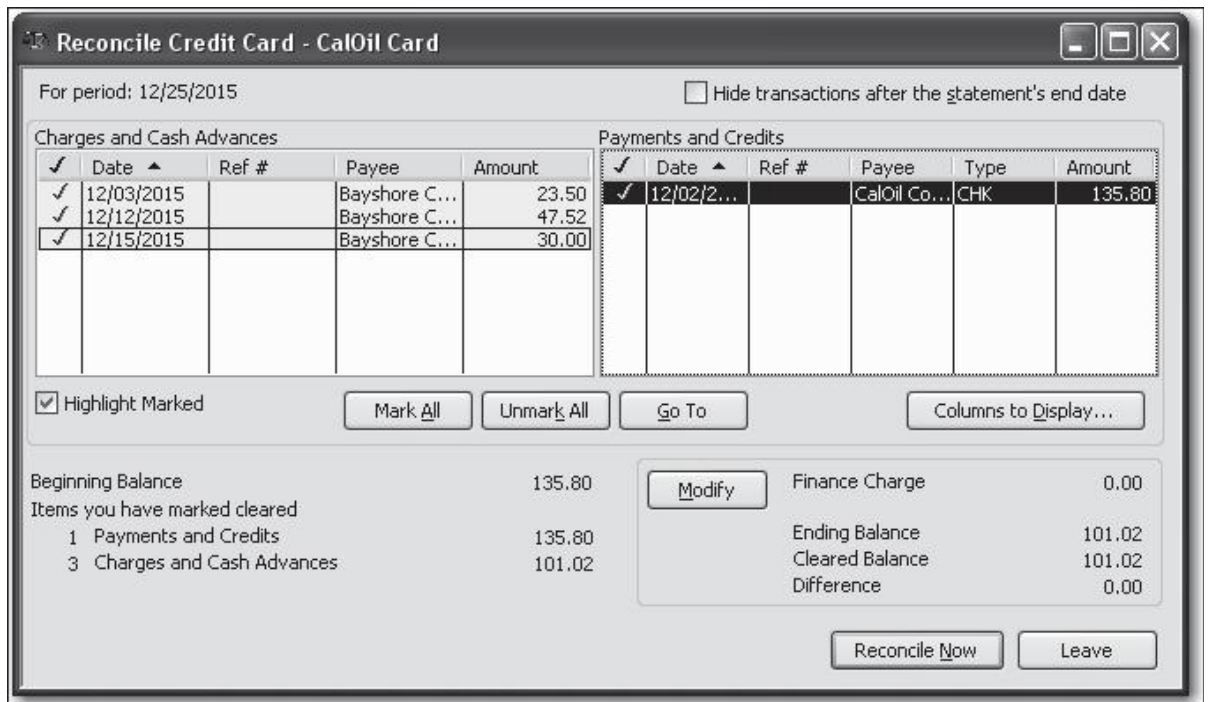 Reconcile Credit Card - CalOil Card
For period: 12/25/2015
Hide transactions after the statement's end date
Charges and Cash Advances
✓ Date ▲ Ref # Payee Amount
✓ 12/03/2015 Bayshore C... 23.50
✓ 12/12/2015 Bayshore C... 47.52
✓ 12/15/2015 Bayshore C... 30.00
Payments and Credits
✓ Date ▲ Ref # Payee Type Amount
✓ 12/02/2... CalOil Co... CHK 135.80
Highlight Marked
Mark All
Unmark All
Go To
Columns to Display...
Beginning Balance 135.80
Items you have marked cleared
1 Payments and Credits 135.80
3 Charges and Cash Advances 101.02
Modify
Finance Charge 0.00
Ending Balance 101.02
Cleared Balance 101.02
Difference 0.00
Reconcile Now
Leave